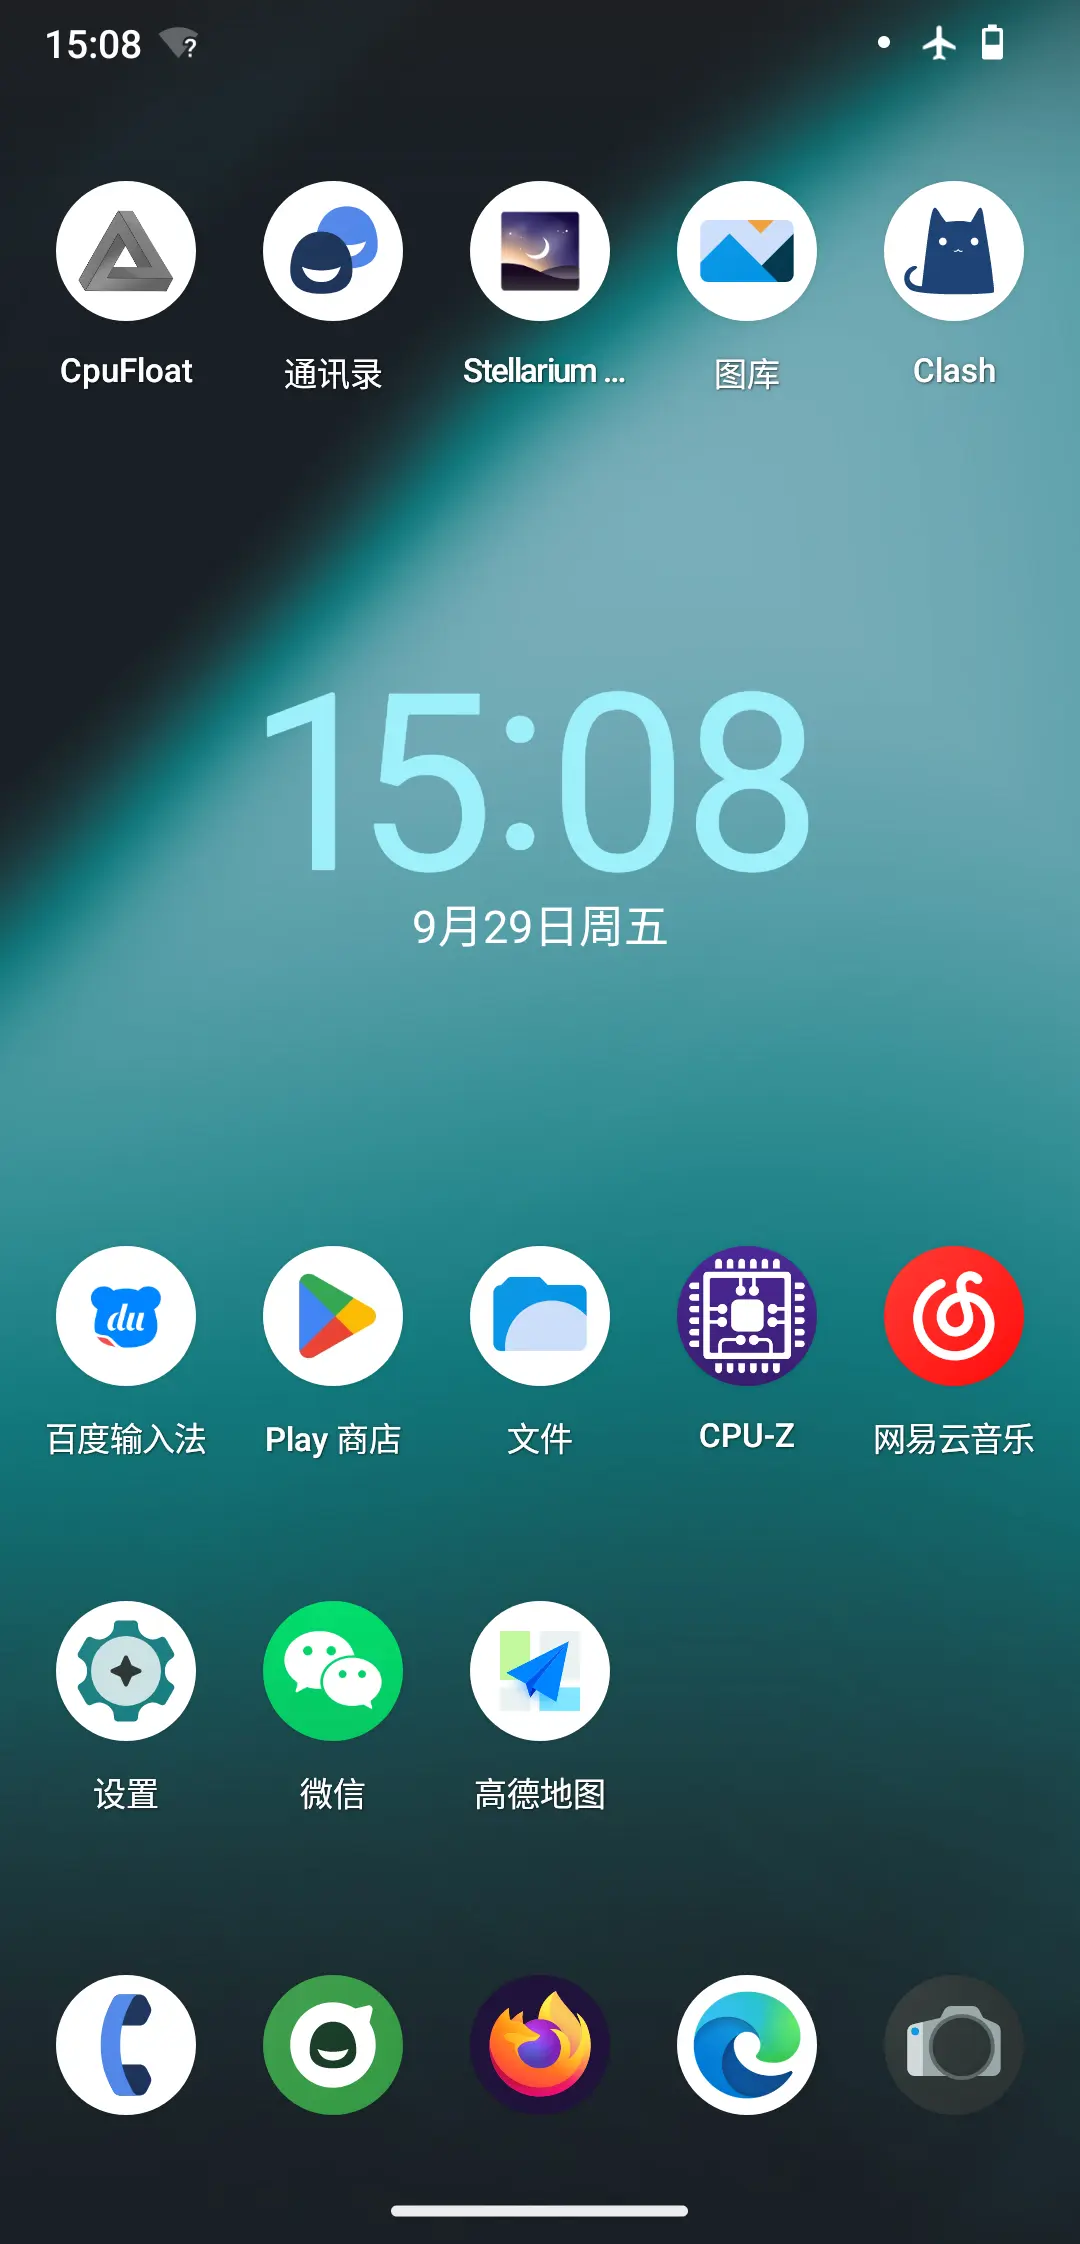 15:08
CpuFloat
通讯录
Stellarium ...
图库
Clash
15:08
9月29日周五
du
百度输入法
Play 商店
文件
CPU-Z
网易云音乐
设置
微信
高德地图